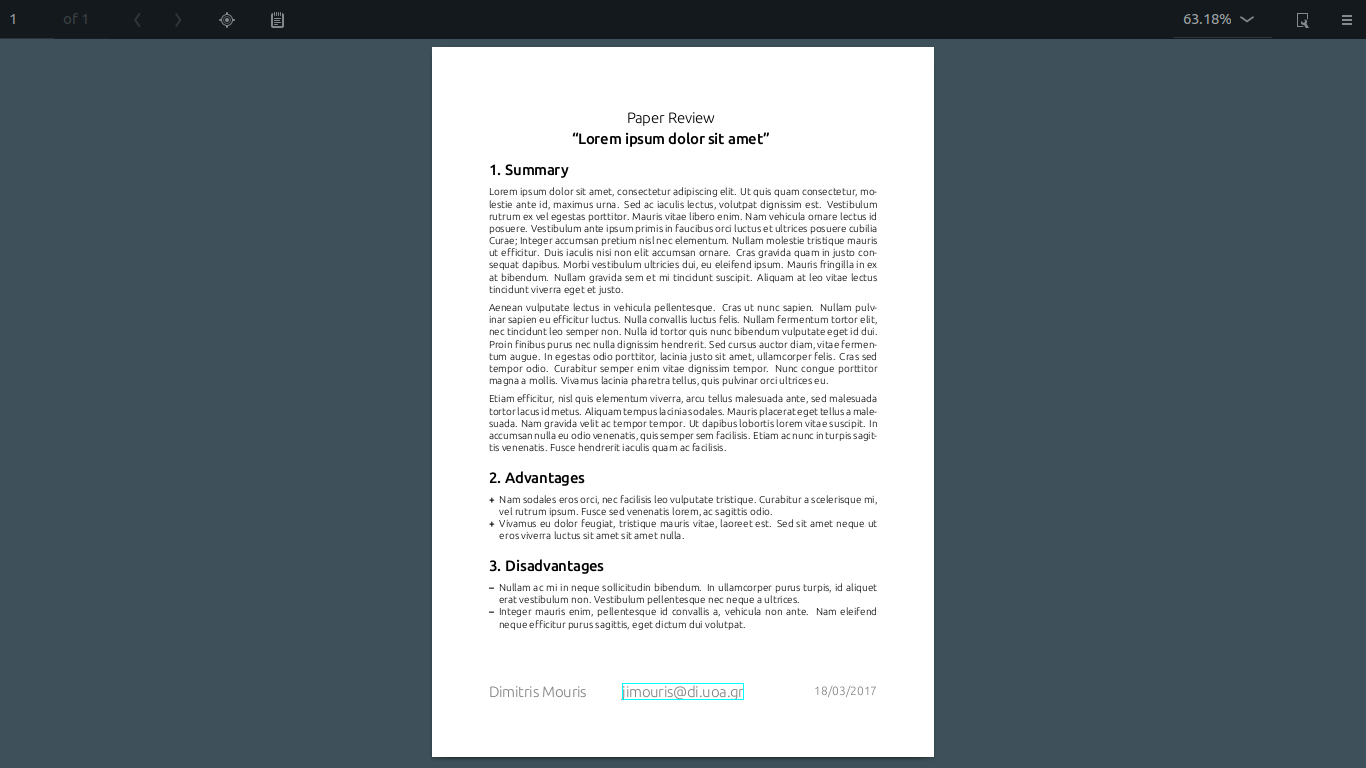 1 of 1 63.18%
Paper Review
“Lorem ipsum dolor sit amet”
1. Summary
Lorem ipsum dolor sit amet, consectetur adipiscing elit. Ut quis quam consectetur, mo-
lestie ante id, maximus urna. Sed ac iaculis lectus, volutpat dignissim est. Vestibulum
rutrum ex vel egestas porttitor. Mauris vitae libero enim. Nam vehicula ornare lectus id
posuere. Vestibulum ante ipsum primis in faucibus orci luctus et ultrices posuere cubilia
Curae; Integer accumsan pretium nisl nec elementum. Nullam molestie tristique mauris
ut efficitur. Duis iaculis nisi non elit accumsan ornare. Cras gravida quam in justo con-
sequat dapibus. Morbi vestibulum ultricies dui, eu eleifend ipsum. Mauris fringilla in ex
at bibendum. Nullam gravida sem et mi tincidunt suscipit. Aliquam at leo vitae lectus
tincidunt viverra eget et justo.
Aenean vulputate lectus in vehicula pellentesque. Cras ut nunc sapien. Nullam pulv-
inar sapien eu efficitur luctus. Nulla convallis luctus felis. Nullam fermentum tortor elit,
nec tincidunt leo semper non. Nulla id tortor quis nunc bibendum vulputate eget id dui.
Proin finibus purus nec nulla dignissim hendrerit. Sed cursus auctor diam, vitae fermen-
tum augue. In egestas odio porttitor, lacinia justo sit amet, ullamcorper felis. Cras sed
tempor odio. Curabitur semper enim vitae dignissim tempor. Nunc congue porttitor
magna a mollis. Vivamus lacinia pharetra tellus, quis pulvinar orci ultrices eu.
Etiam efficitur, nisl quis elementum viverra, arcu tellus malesuada ante, sed malesuada
tortor lacus id metus. Aliquam tempus lacinia sodales. Mauris placerat eget tellus a male-
suada. Nam gravida velit ac tempor tempor. Ut dapibus lobortis lorem vitae suscipit. In
accumsan nulla eu odio venenatis, quis semper sem facilisis. Etiam ac nunc in turpis sagit-
tis venenatis. Fusce hendrerit iaculis quam ac facilisis.
2. Advantages
+ Nam sodales eros orci, nec facilisis leo vulputate tristique. Curabitur a scelerisque mi,
vel rutrum ipsum. Fusce sed venenatis lorem, ac sagittis odio.
+ Vivamus eu dolor feugiat, tristique mauris vitae, laoreet est. Sed sit amet neque ut
eros viverra luctus sit amet sit amet nulla.
3. Disadvantages
– Nullam ac mi in neque sollicitudin bibendum. In ullamcorper purus turpis, id aliquet
erat vestibulum non. Vestibulum pellentesque nec neque a ultrices.
– Integer mauris enim, pellentesque id convallis a, vehicula non ante. Nam eleifend
neque efficitur purus sagittis, eget dictum dui volutpat.
Dimitris Mouris jimouris@di.uoa.gr 18/03/2017